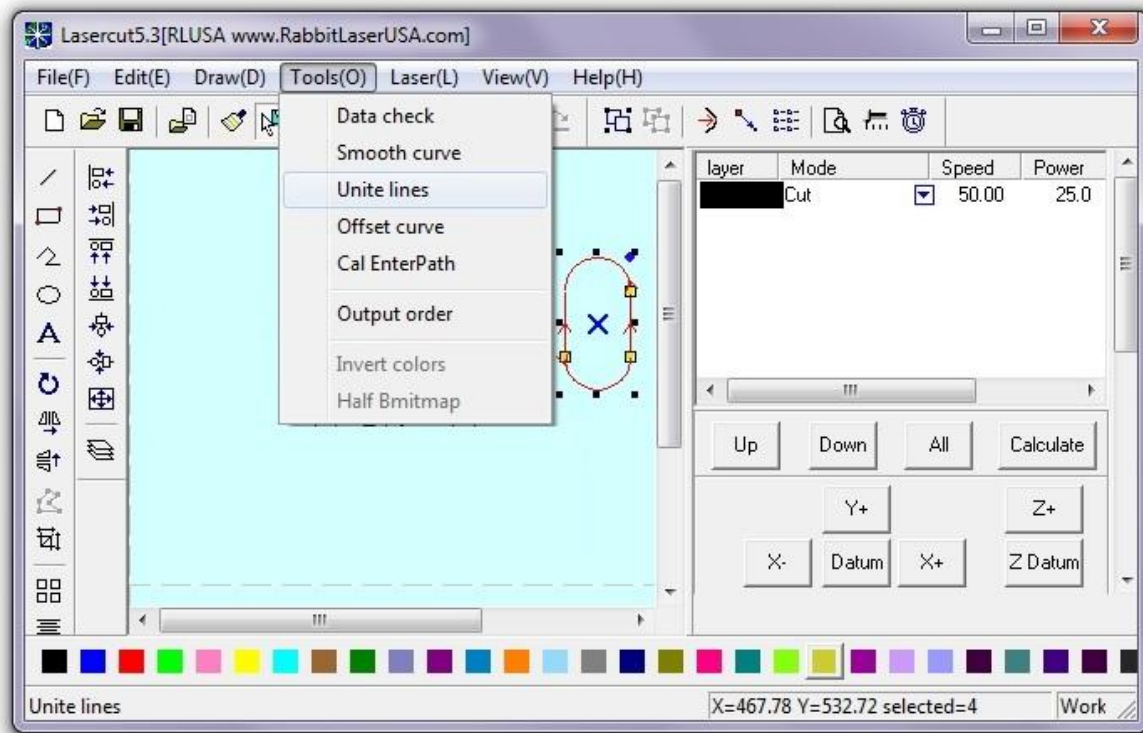 Lasercut5.3[RLUSA www.RabbitLaserUSA.com]
File(F) Edit(E) Draw(D) Tools(O) Laser(L) View(V) Help(H)
Data check
Smooth curve
Unite lines
Offset curve
Cal EnterPath
Output order
Invert colors
Half Bmitmap
layer Mode Speed Power
Cut 50.00 25.0
Up Down All Calculate
Y+ Z+
X- Datum X+ Z Datum
Unite lines X=467.78 Y=532.72 selected=4 Work